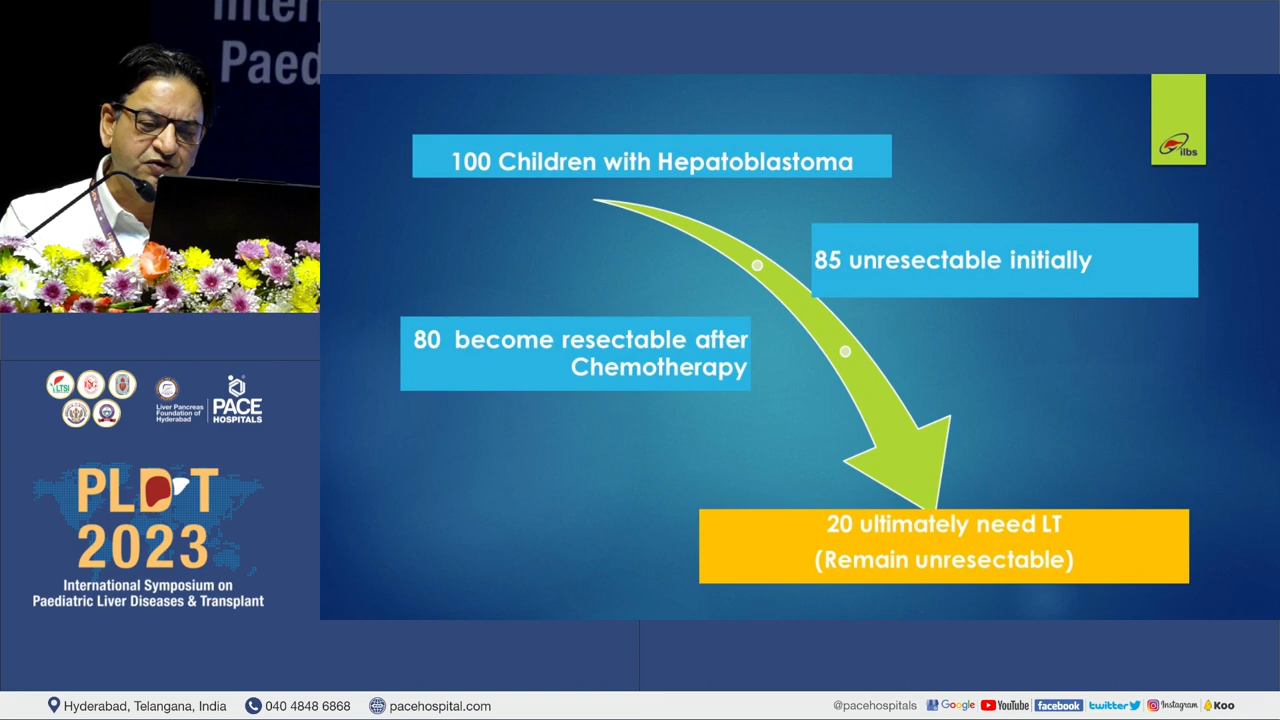 Inter
Paed
100 Children with Hepatoblastoma
ilbs
85 unresectable initially
80 become resectable after
Chemotherapy
20 ultimately need LT
(Remain unresectable)
LTSI
Liver Pancreas
Foundation of
Hyderabad
PACE
HOSPITALS
PLDT
2023
International Symposium on
Paediatric Liver Diseases & Transplant
Hyderabad, Telangana, India
040 4848 6868
pacehospital.com
@pacehospitals
Google
YouTube
facebook
twitter
Instagram
Koo